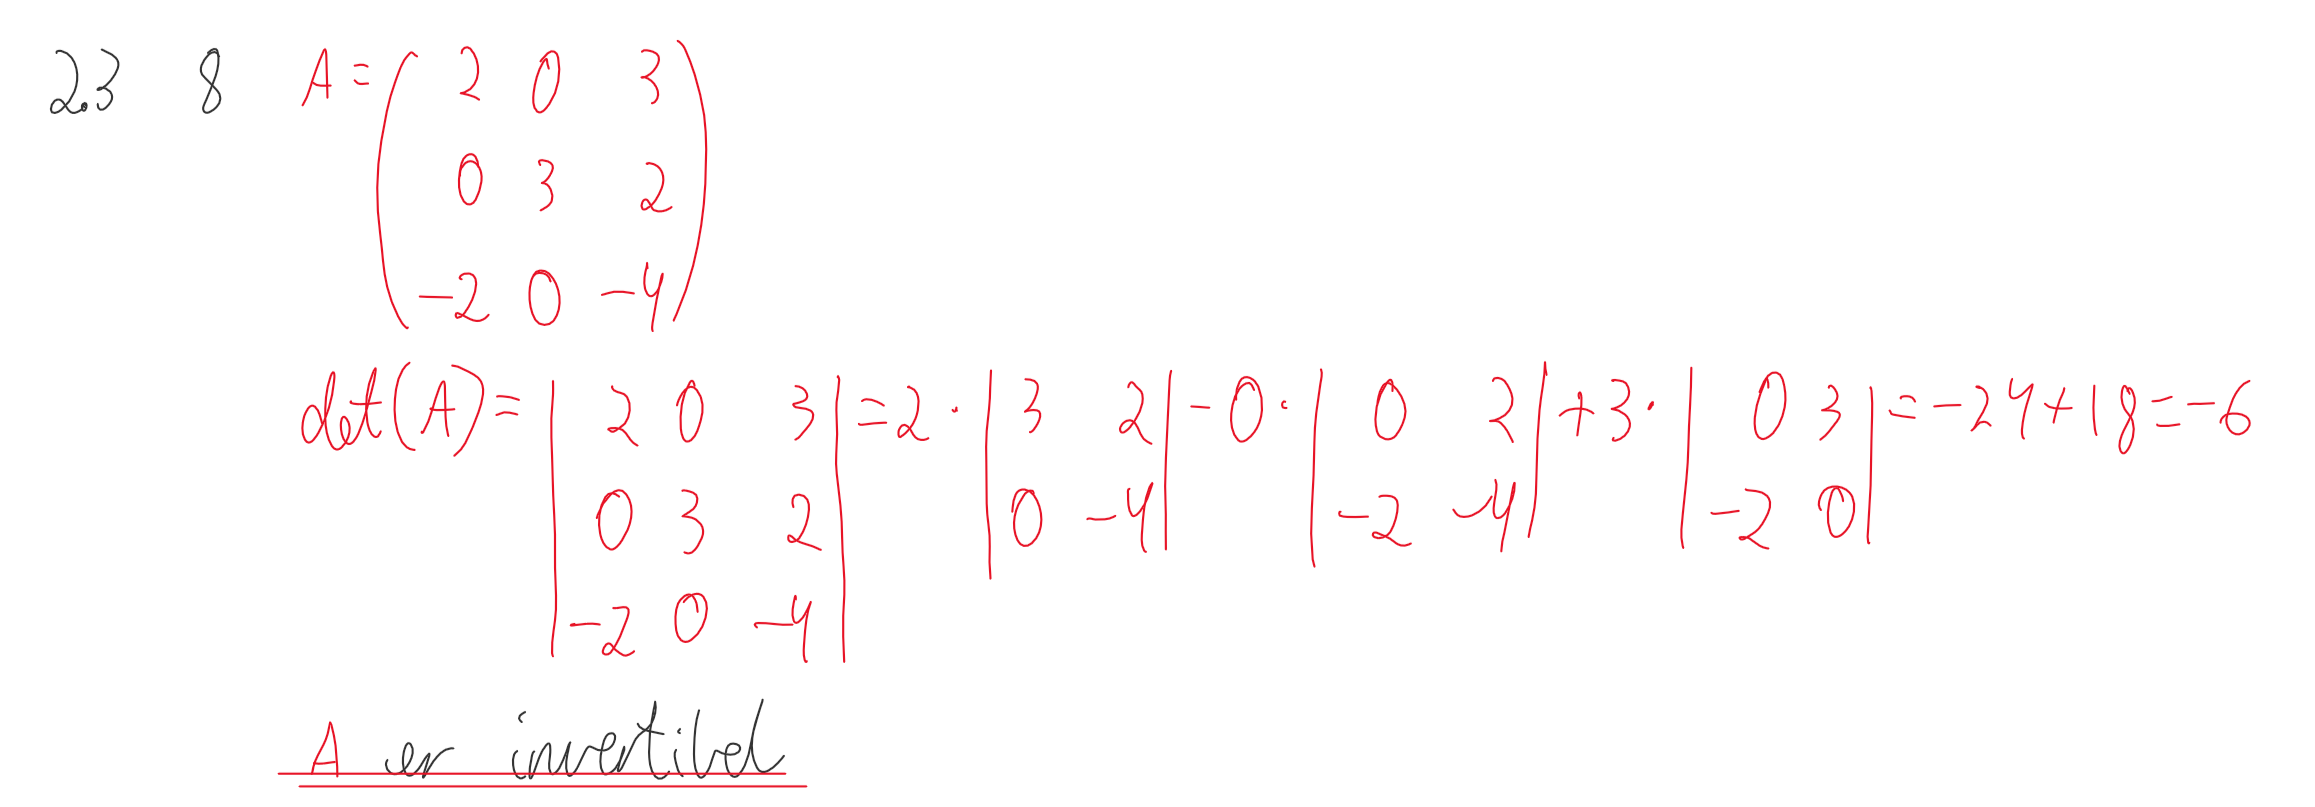 2.3 8 A = ( 2 0 3
0 3 2
-2 0 -4 )
det(A) = | 2 0 3 | = 2 · | 3 2 | - 0 · | 0 2 | + 3 · | 0 3 | = -24 + 18 = -6
| 0 3 2 | | 0 -4 | | -2 -4 | | -2 0 |
| -2 0 -4 |
A er invertibel